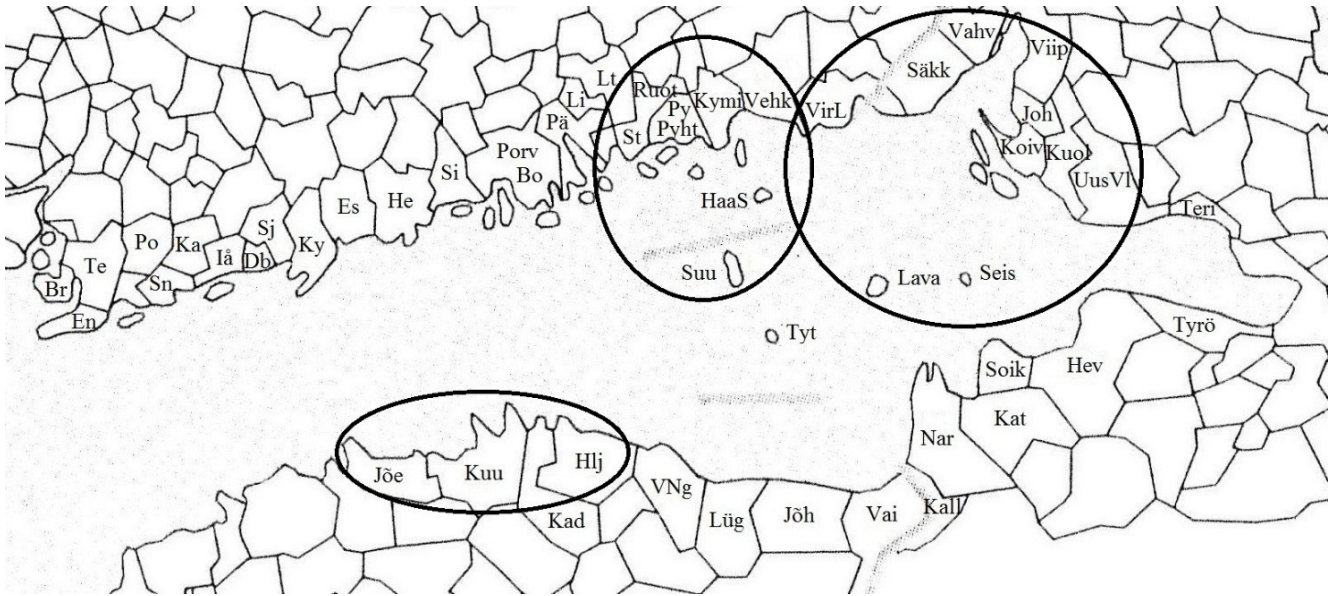 Vahv
Viip
Säkk
Lt
Ruot
Li
Py
Kymi
Vehk
VirL
Joh
Pä
Pyht
St
Koiv
Kuol
Porv
Bo
Si
UusVl
Es
He
HaaS
Teri
Sj
Po
Ka
Iå
Db
Ky
Te
Suu
Lava
Seis
Br
Sn
En
Tyt
Tyrö
Soik
Hev
Kat
Nar
Jõe
Kuu
Hlj
VNg
Kad
Lüg
Jõh
Vai
Kall